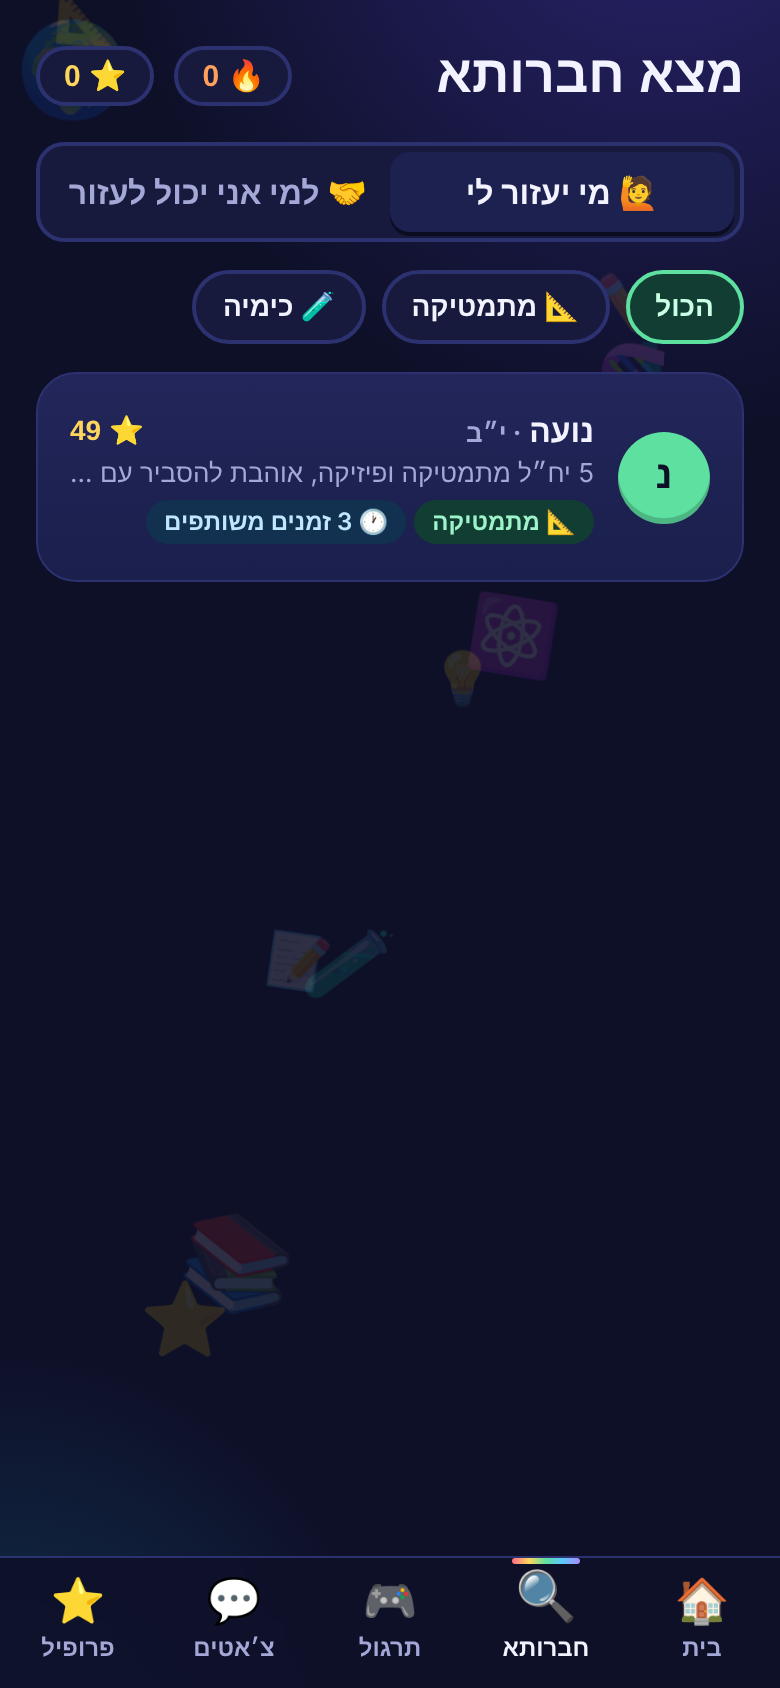 מצא חברותא
🔥 0
⭐ 0
🙋 מי יעזור לי
🤝 למי אני יכול לעזור
הכול
📐 מתמטיקה
🧪 כימיה
נ
נועה · י״ב
⭐ 49
5 יח״ל מתמטיקה ופיזיקה, אוהבת להסביר עם ...
📐 מתמטיקה
🕐 3 זמנים משותפים
בית
חברותא
תרגול
צ׳אטים
פרופיל